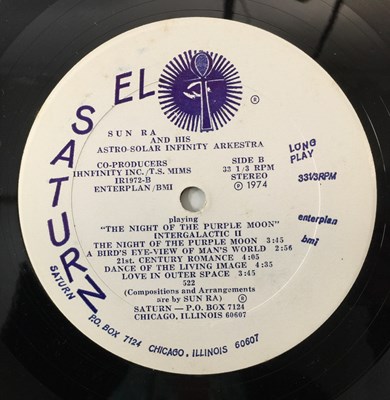 EL
SATURN
SATURN
®
SUN RA
AND HIS
ASTRO-SOLAR INFINITY ARKESTRA
CO-PRODUCERS
IHNFINITY INC./T.S. MIMS
IR1972-B
ENTERPLAN/BMI
SIDE B
33 1/3 RPM
STEREO
℗ 1974
LONG
PLAY
33 1/3 RPM
enterplan
bmi
playing
"THE NIGHT OF THE PURPLE MOON"
INTERGALACTIC II
THE NIGHT OF THE PURPLE MOON 3:45
A BIRD'S EYE-VIEW OF MAN'S WORLD 2:56
21st. CENTURY ROMANCE 4:05
DANCE OF THE LIVING IMAGE 4:35
LOVE IN OUTER SPACE 3:45
522
(Compositions and Arrangements
are by SUN RA)
SATURN — P.O. BOX 7124
CHICAGO, ILLINOIS 60607
P.O. BOX 7124 CHICAGO, ILLINOIS 60607